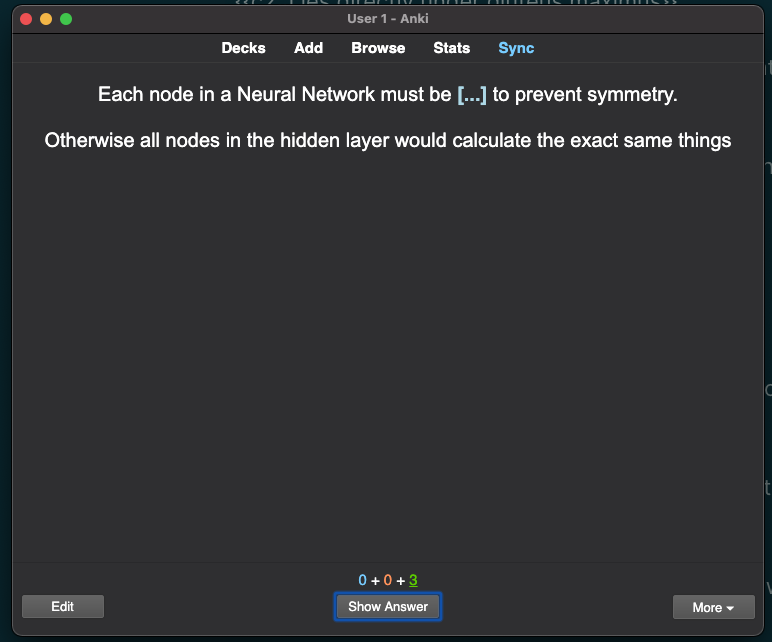 User 1 - Anki
Decks Add Browse Stats Sync
Each node in a Neural Network must be [...] to prevent symmetry.
Otherwise all nodes in the hidden layer would calculate the exact same things
0 + 0 + 3
Edit Show Answer More